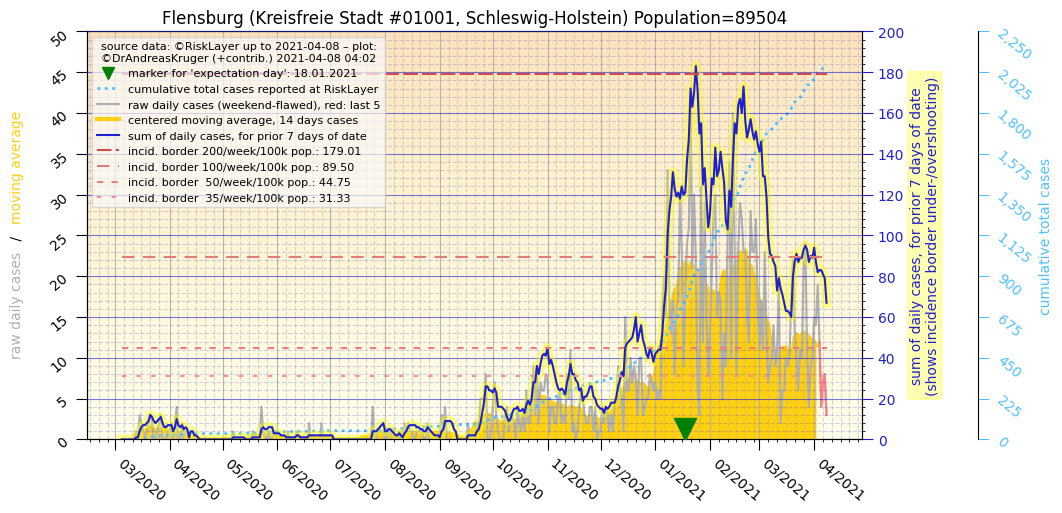 Flensburg (Kreisfreie Stadt #01001, Schleswig-Holstein) Population=89504
source data: ©RiskLayer up to 2021-04-08 – plot:
©DrAndreasKruger (+contrib.) 2021-04-08 04:02
marker for 'expectation day': 18.01.2021
cumulative total cases reported at RiskLayer
raw daily cases (weekend-flawed), red: last 5
centered moving average, 14 days cases
sum of daily cases, for prior 7 days of date
incid. border 200/week/100k pop.: 179.01
incid. border 100/week/100k pop.: 89.50
incid. border  50/week/100k pop.: 44.75
incid. border  35/week/100k pop.: 31.33
raw daily cases / moving average
50
45
40
35
30
25
20
15
10
5
0
03/2020
04/2020
05/2020
06/2020
07/2020
08/2020
09/2020
10/2020
11/2020
12/2020
01/2021
02/2021
03/2021
04/2021
200
180
160
140
120
100
80
60
40
20
0
sum of daily cases, for prior 7 days of date
(shows incidence border under-/overshooting)
2,250
2,025
1,800
1,575
1,350
1,125
900
675
450
225
0
cumulative total cases